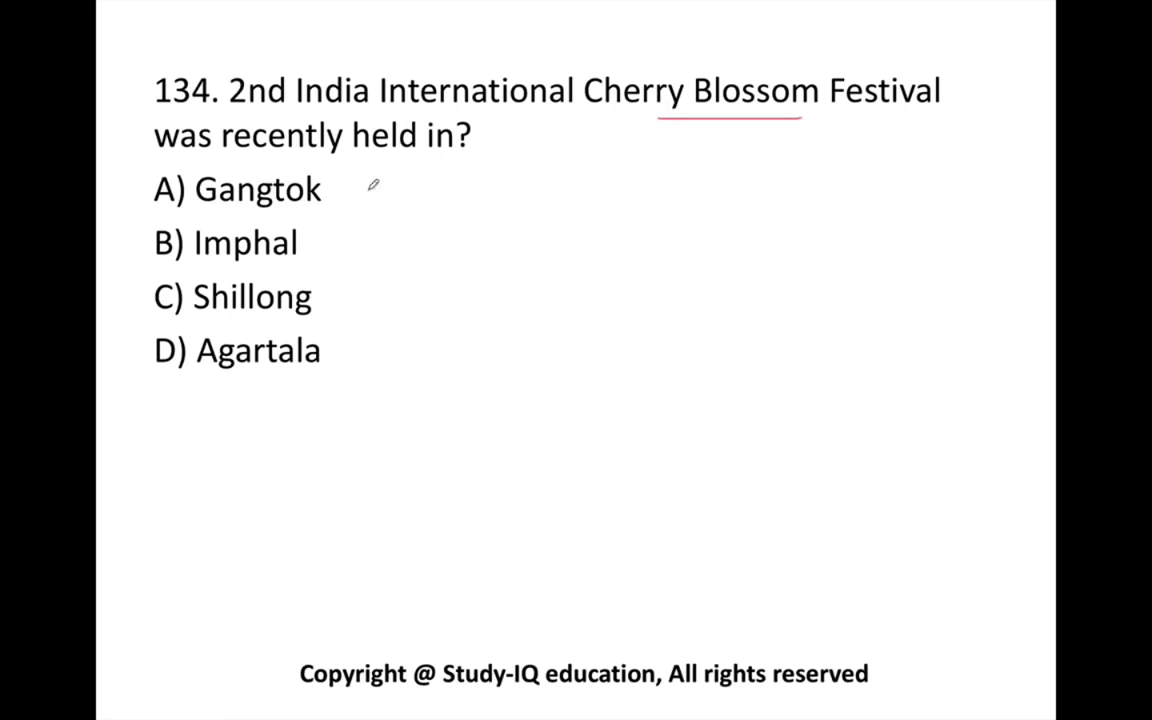 134. 2nd India International Cherry Blossom Festival
was recently held in?
A) Gangtok
B) Imphal
C) Shillong
D) Agartala
Copyright @ Study-IQ education, All rights reserved